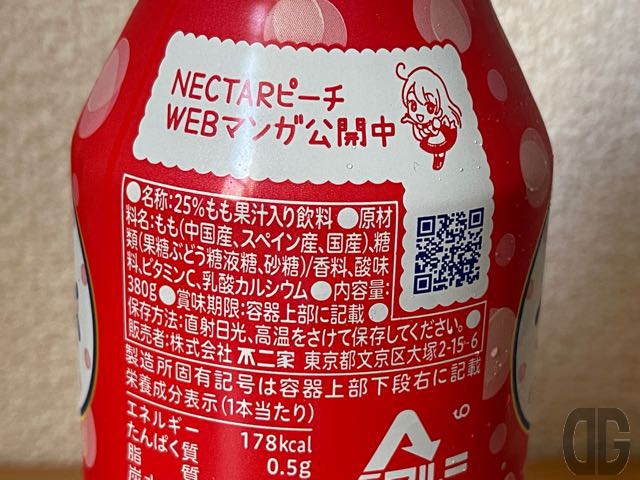 NECTARピーチ
WEBマンガ公開中
●名称:25%もも果汁入り飲料●原材
料名:もも(中国産、スペイン産、国産)、糖
類(果糖ぶどう糖液糖、砂糖)/香料、酸味
料、ビタミンC、乳酸カルシウム●内容量:
380g●賞味期限:容器上部に記載●
保存方法:直射日光、高温をさけて保存してください。●
販売者:株式会社 不二家 東京都文京区大塚2-15-6
製造所固有記号は容器上部下段右に記載
栄養成分表示(1本当たり)
エネルギー 178kcal
たんぱく質 0.5g
脂質
9
DG